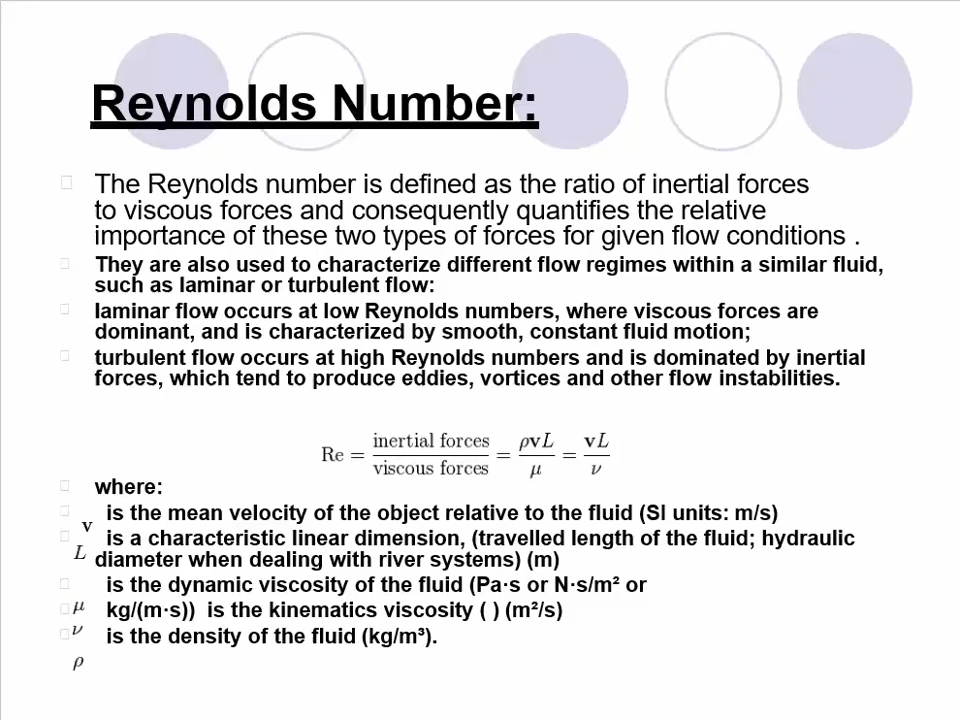 Reynolds Number:
The Reynolds number is defined as the ratio of inertial forces
to viscous forces and consequently quantifies the relative
importance of these two types of forces for given flow conditions .
They are also used to characterize different flow regimes within a similar fluid,
such as laminar or turbulent flow:
laminar flow occurs at low Reynolds numbers, where viscous forces are
dominant, and is characterized by smooth, constant fluid motion;
turbulent flow occurs at high Reynolds numbers and is dominated by inertial
forces, which tend to produce eddies, vortices and other flow instabilities.
Re = inertial forces / viscous forces = ρvL / μ = vL / ν
where:
v is the mean velocity of the object relative to the fluid (SI units: m/s)
L is a characteristic linear dimension, (travelled length of the fluid; hydraulic
diameter when dealing with river systems) (m)
is the dynamic viscosity of the fluid (Pa·s or N·s/m² or
μ kg/(m·s)) is the kinematics viscosity ( ) (m²/s)
ν is the density of the fluid (kg/m³).
ρ